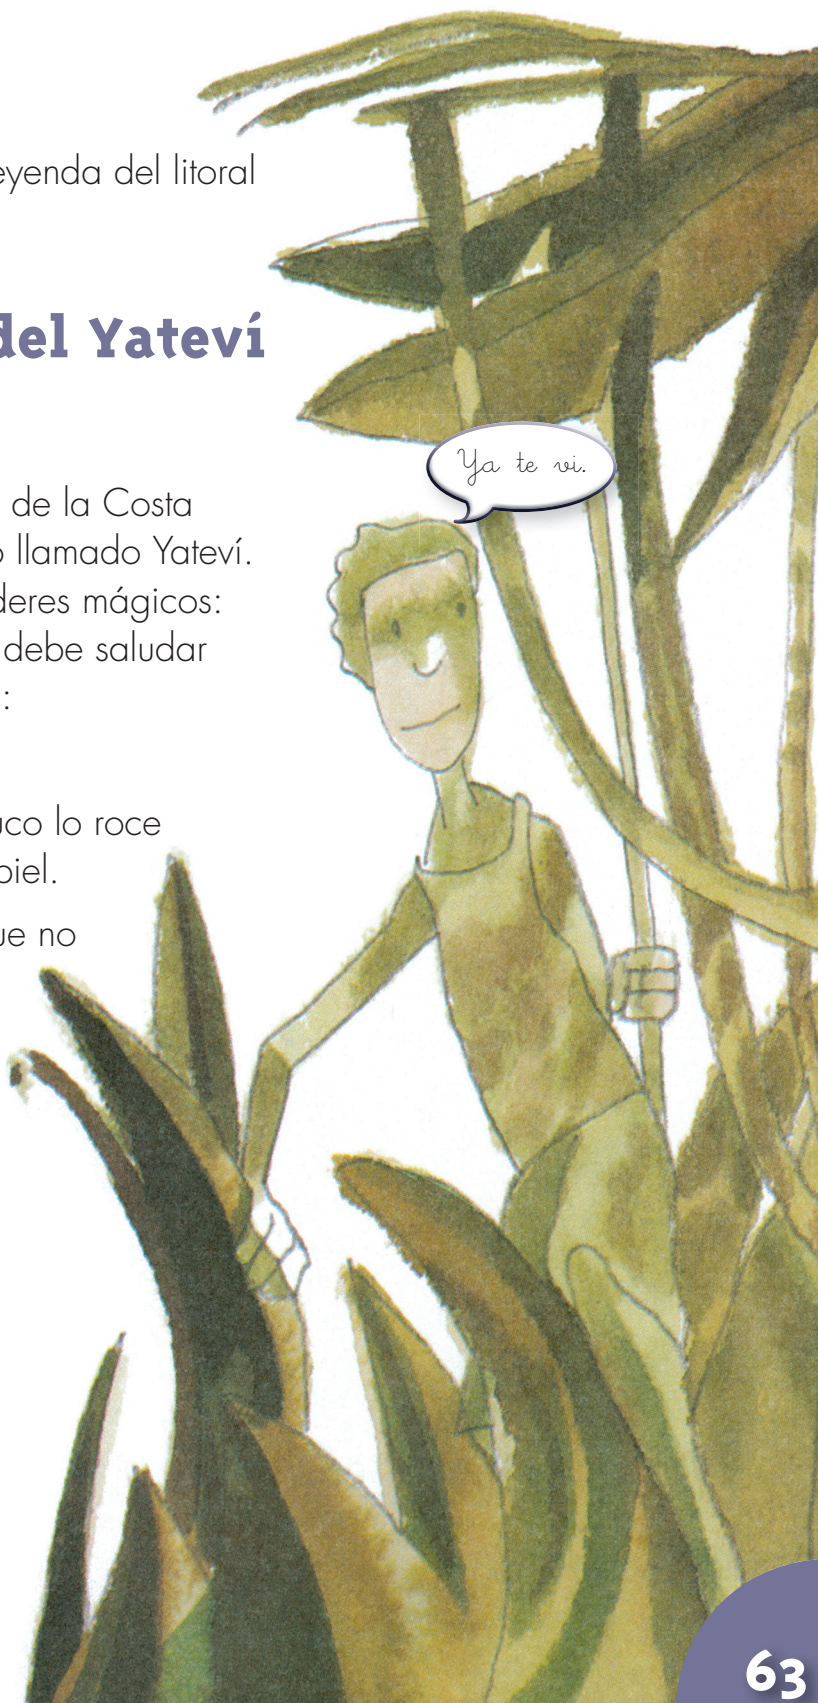 eyenda del litoral
del Yateví
de la Costa
o llamado Yateví.
deres mágicos:
debe saludar
:
Ya te vi.
uco lo roce
piel.
ue no
63